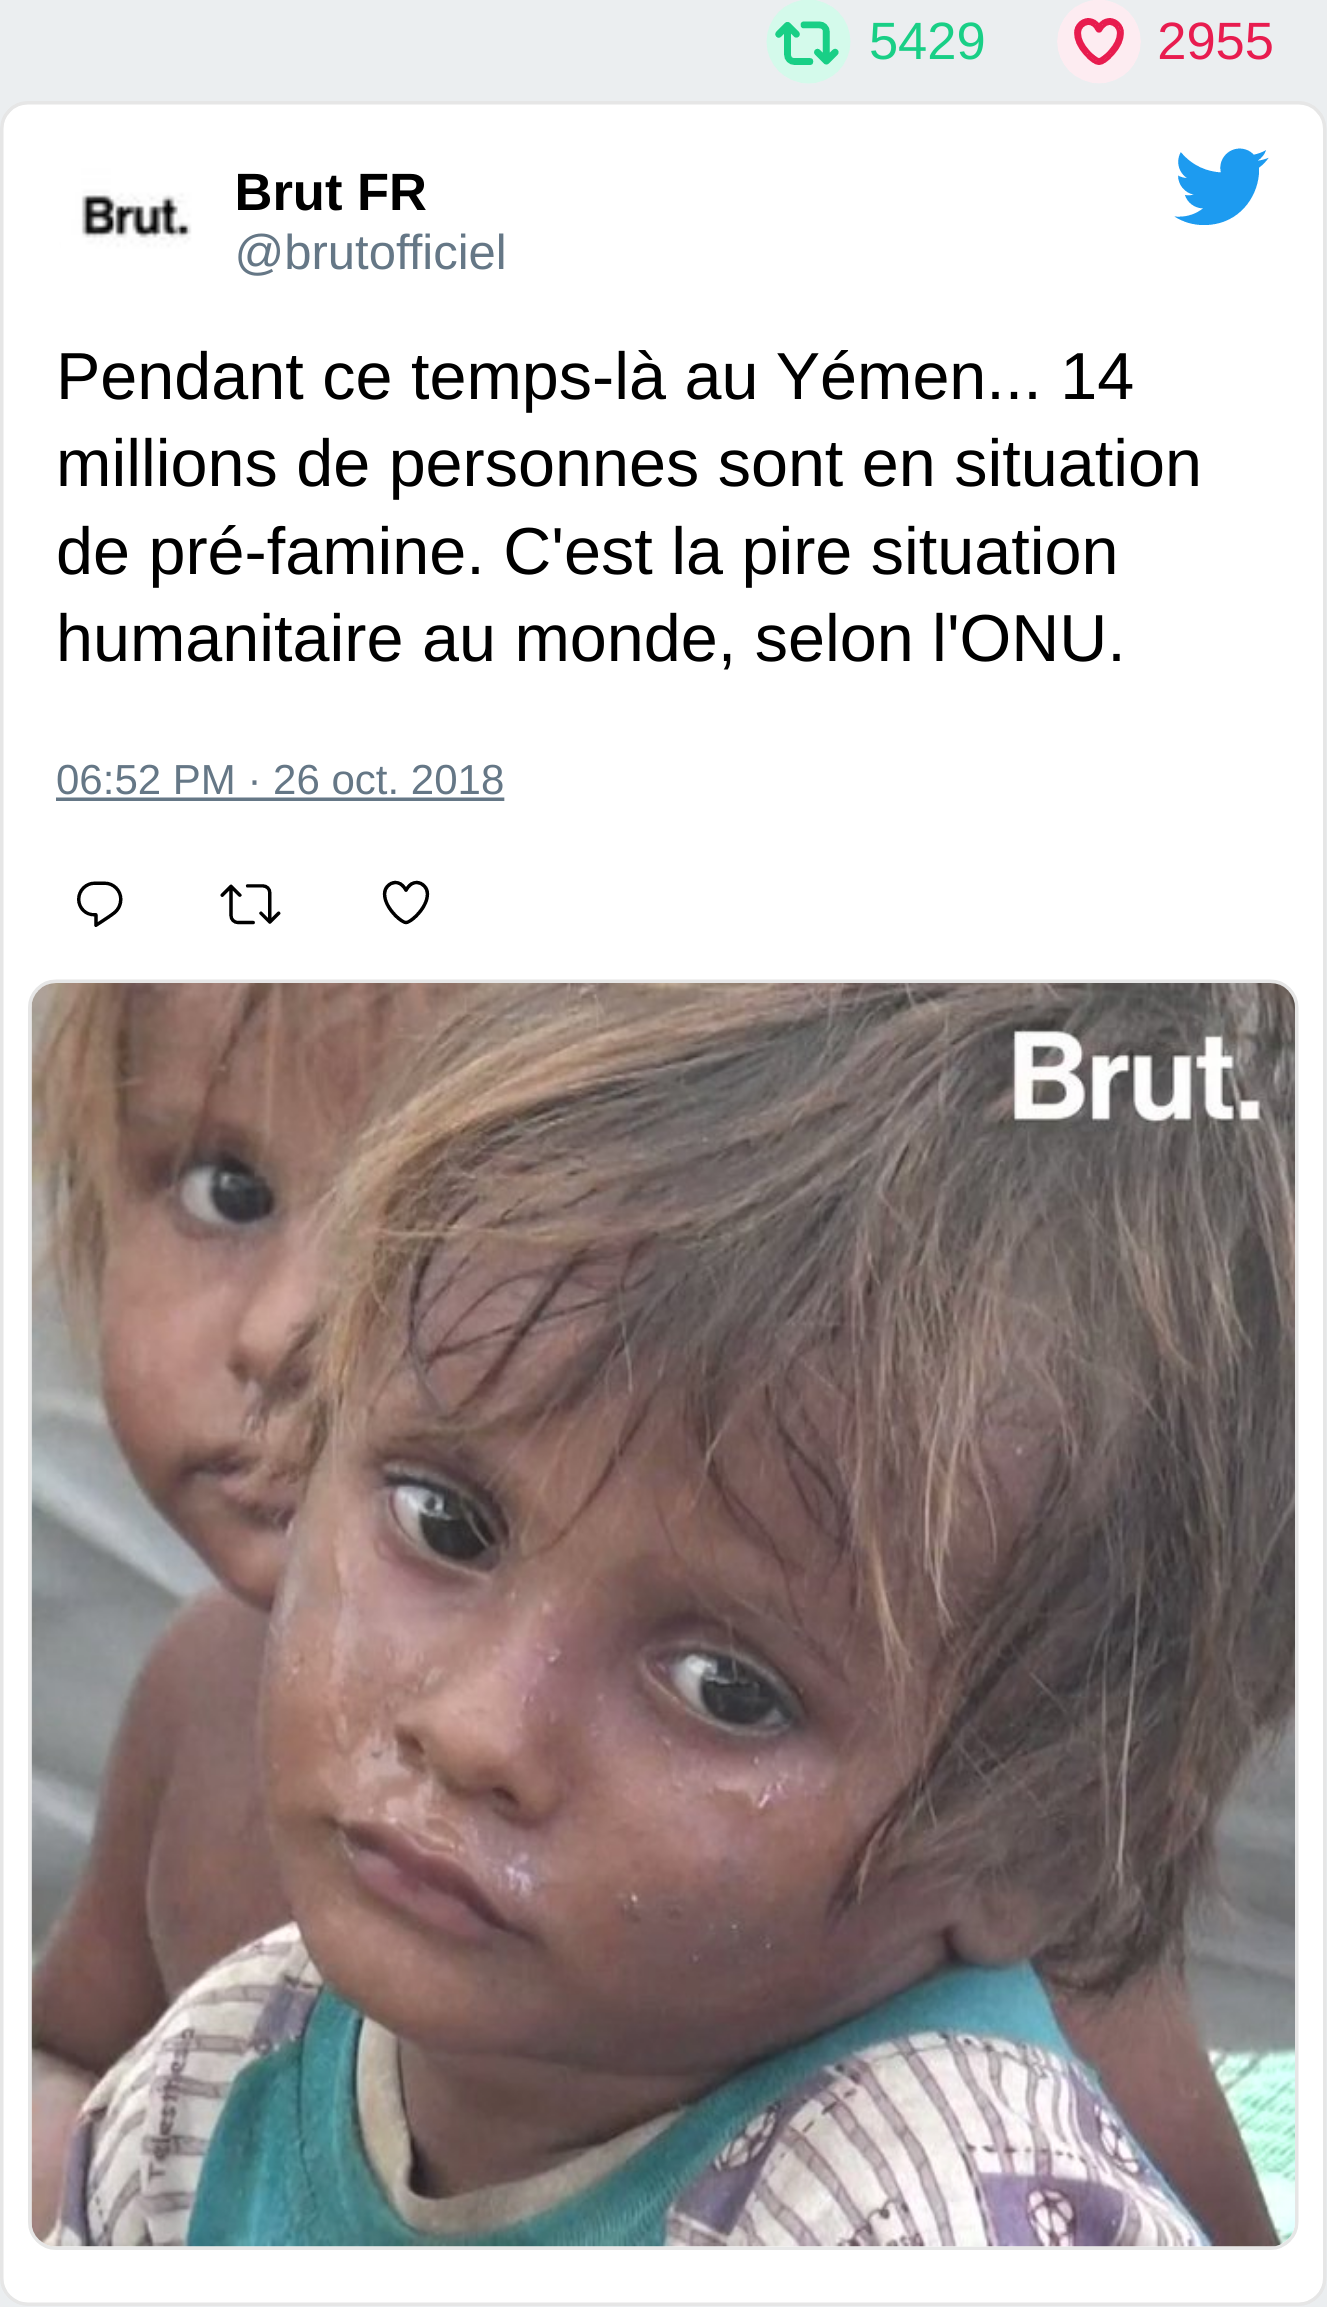 5429 2955
Brut.
Brut FR
@brutofficiel
Pendant ce temps-là au Yémen... 14
millions de personnes sont en situation
de pré-famine. C'est la pire situation
humanitaire au monde, selon l'ONU.
06:52 PM · 26 oct. 2018
Brut.